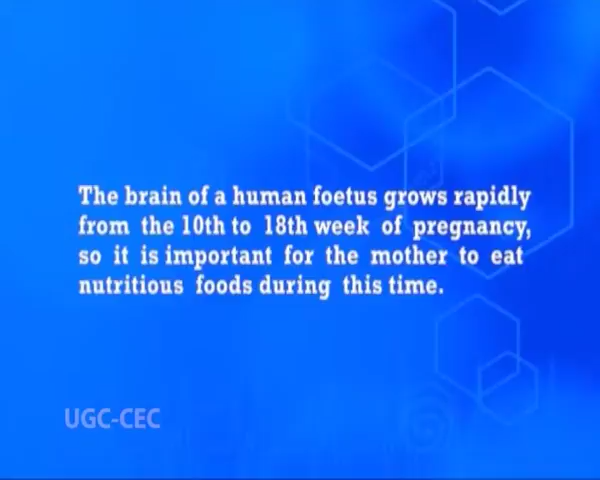 The brain of a human foetus grows rapidly
from the 10th to 18th week of pregnancy,
so it is important for the mother to eat
nutritious foods during this time.
UGC-CEC